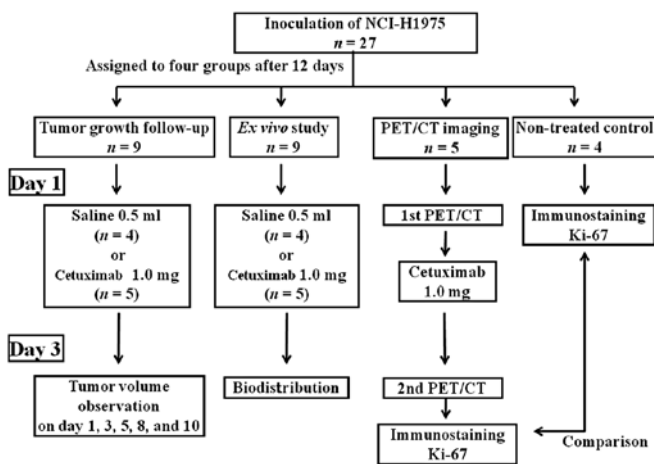 Inoculation of NCI-H1975
n = 27
Assigned to four groups after 12 days
Tumor growth follow-up
n = 9
Ex vivo study
n = 9
PET/CT imaging
n = 5
Non-treated control
n = 4
Day 1
Saline 0.5 ml
(n = 4)
or
Cetuximab 1.0 mg
(n = 5)
Saline 0.5 ml
(n = 4)
or
Cetuximab 1.0 mg
(n = 5)
1st PET/CT
Cetuximab
1.0 mg
Immunostaining
Ki-67
Day 3
Tumor volume
observation
on day 1, 3, 5, 8, and 10
Biodistribution
2nd PET/CT
Immunostaining
Ki-67
Comparison